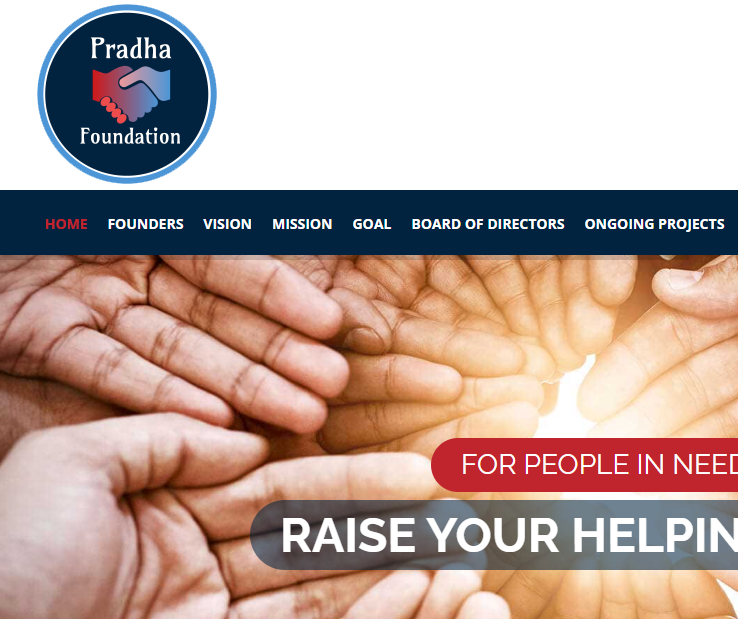 Pradha
Foundation
HOME FOUNDERS VISION MISSION GOAL BOARD OF DIRECTORS ONGOING PROJECTS
FOR PEOPLE IN NEED
RAISE YOUR HELPIN